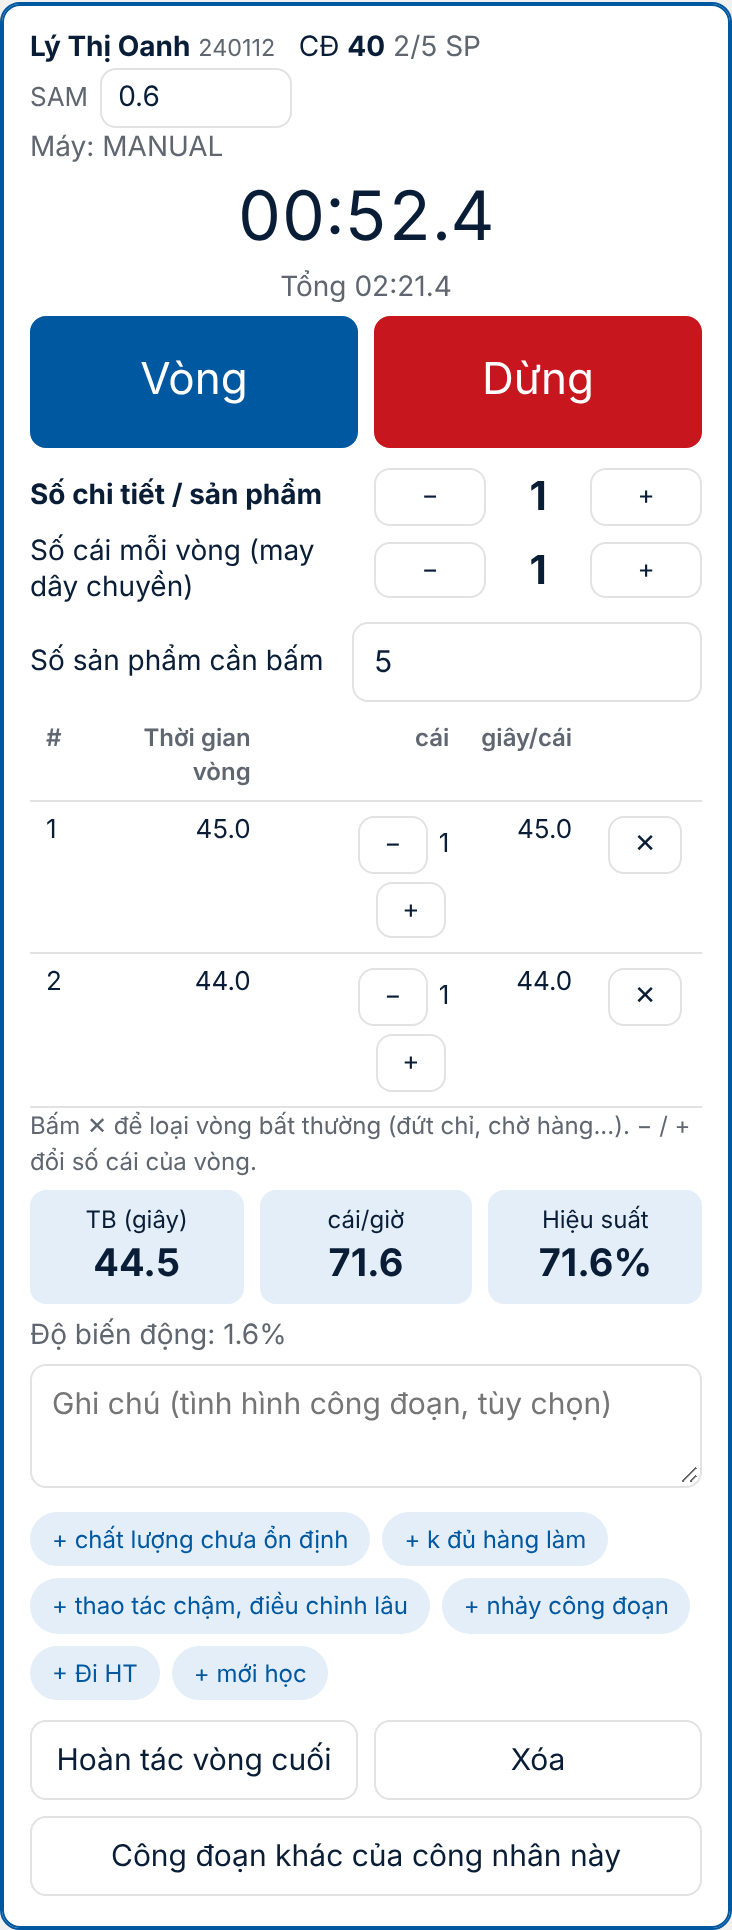 Lý Thị Oanh 240112 CĐ 40 2/5 SP
SAM 0.6
Máy: MANUAL
00:52.4
Tổng 02:21.4
Vòng Dừng
Số chi tiết / sản phẩm − 1 +
Số cái mỗi vòng (may
dây chuyền) − 1 +
Số sản phẩm cần bấm 5
# Thời gian
vòng cái giây/cái
1 45.0 − 1 45.0 ✕
+
2 44.0 − 1 44.0 ✕
+
Bấm ✕ để loại vòng bất thường (đứt chỉ, chờ hàng...). − / +
đổi số cái của vòng.
TB (giây) cái/giờ Hiệu suất
44.5 71.6 71.6%
Độ biến động: 1.6%
Ghi chú (tình hình công đoạn, tùy chọn)
+ chất lượng chưa ổn định + k đủ hàng làm
+ thao tác chậm, điều chỉnh lâu + nhảy công đoạn
+ Đi HT + mới học
Hoàn tác vòng cuối Xóa
Công đoạn khác của công nhân này